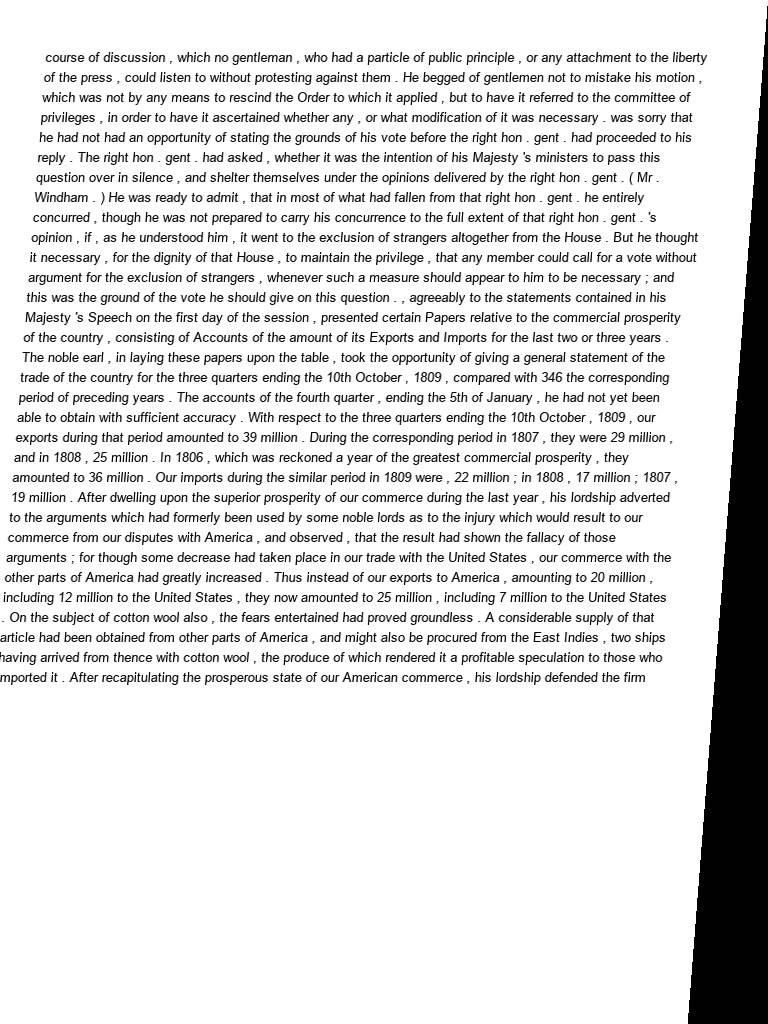 course of discussion , which no gentleman , who had a particle of public principle , or any attachment to the liberty
of the press , could listen to without protesting against them . He begged of gentlemen not to mistake his motion ,
which was not by any means to rescind the Order to which it applied , but to have it referred to the committee of
privileges , in order to have it ascertained whether any , or what modification of it was necessary . was sorry that
he had not had an opportunity of stating the grounds of his vote before the right hon . gent . had proceeded to his
reply . The right hon . gent . had asked , whether it was the intention of his Majesty 's ministers to pass this
question over in silence , and shelter themselves under the opinions delivered by the right hon . gent . ( Mr .
Windham . ) He was ready to admit , that in most of what had fallen from that right hon . gent . he entirely
concurred , though he was not prepared to carry his concurrence to the full extent of that right hon . gent . 's
opinion , if , as he understood him , it went to the exclusion of strangers altogether from the House . But he thought
it necessary , for the dignity of that House , to maintain the privilege , that any member could call for a vote without
argument for the exclusion of strangers , whenever such a measure should appear to him to be necessary ; and
this was the ground of the vote he should give on this question . , agreeably to the statements contained in his
Majesty 's Speech on the first day of the session , presented certain Papers relative to the commercial prosperity
of the country , consisting of Accounts of the amount of its Exports and Imports for the last two or three years .
The noble earl , in laying these papers upon the table , took the opportunity of giving a general statement of the
trade of the country for the three quarters ending the 10th October , 1809 , compared with 346 the corresponding
period of preceding years . The accounts of the fourth quarter , ending the 5th of January , he had not yet been
able to obtain with sufficient accuracy . With respect to the three quarters ending the 10th October , 1809 , our
exports during that period amounted to 39 million . During the corresponding period in 1807 , they were 29 million ,
and in 1808 , 25 million . In 1806 , which was reckoned a year of the greatest commercial prosperity , they
amounted to 36 million . Our imports during the similar period in 1809 were , 22 million ; in 1808 , 17 million ; 1807 ,
19 million . After dwelling upon the superior prosperity of our commerce during the last year , his lordship adverted
to the arguments which had formerly been used by some noble lords as to the injury which would result to our
commerce from our disputes with America , and observed , that the result had shown the fallacy of those
arguments ; for though some decrease had taken place in our trade with the United States , our commerce with the
other parts of America had greatly increased . Thus instead of our exports to America , amounting to 20 million ,
including 12 million to the United States , they now amounted to 25 million , including 7 million to the United States
. On the subject of cotton wool also , the fears entertained had proved groundless . A considerable supply of that
article had been obtained from other parts of America , and might also be procured from the East Indies , two ships
having arrived from thence with cotton wool , the produce of which rendered it a profitable speculation to those who
mported it . After recapitulating the prosperous state of our American commerce , his lordship defended the firm